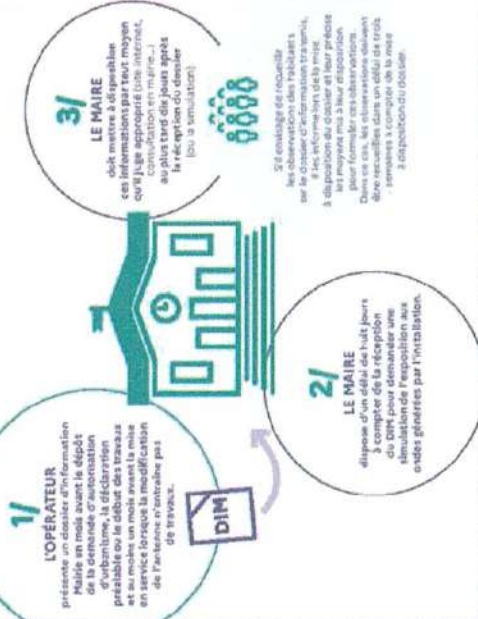 1/
L'OPÉRATEUR
présente un dossier d'information
Mairie un mois avant le dépôt
de la demande d'autorisation
d'urbanisme, la déclaration
préalable ou le début des travaux
et au moins un mois avant la mise
en service lorsque la modification
de l'antenne n'entraîne pas
de travaux.
DIM
2/
LE MAIRE
dispose d'un délai de huit jours
à compter de la réception
du DIM pour demander une
simulation de l'exposition aux
ondes générées par l'installation.
3/
LE MAIRE
doit mettre à disposition
ces informations par tout moyen
qu'il juge approprié (site internet,
consultation en mairie...)
au plus tard dix jours après
la réception du dossier
(ou la simulation)
S'il envisage de recueillir
les observations des habitants
sur le dossier d'information transmis,
il les informe lors de la mise
à disposition du dossier et leur précise
les moyens mis à leur disposition
pour formuler ces observations.
Dans ce cas, les observations doivent
être recueillies dans un délai de trois
semaines à compter de la mise
à disposition du dossier.